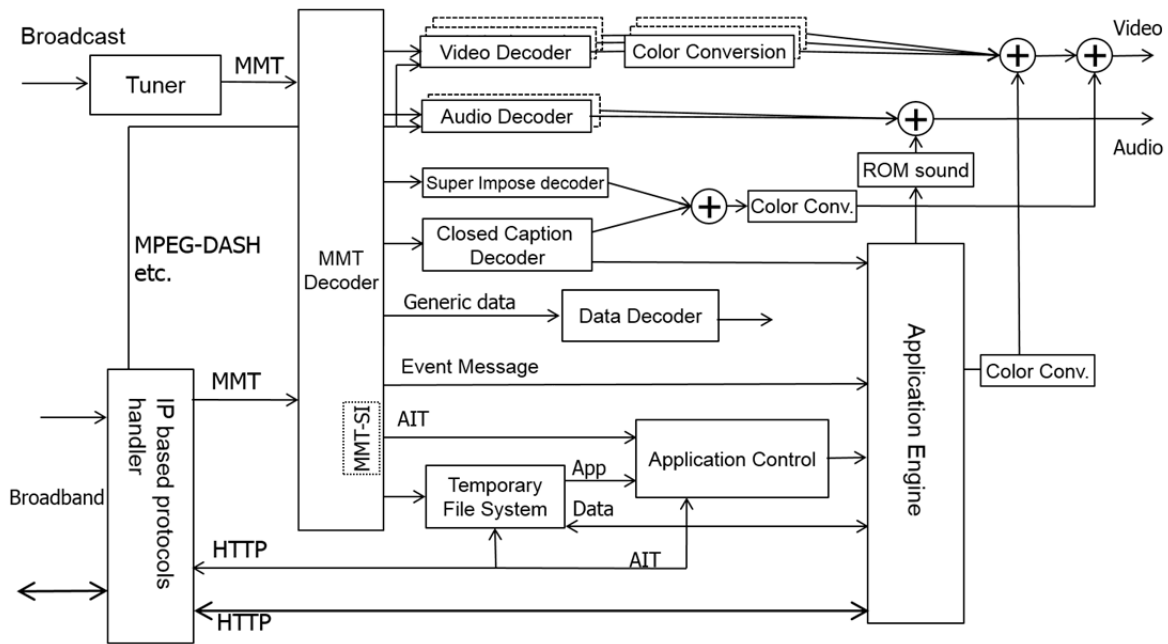 Broadcast
Tuner
MMT
MMT
Decoder
MMT-SI
Video Decoder
Color Conversion
+
+
Video
Audio Decoder
+
Audio
ROM sound
Super Impose decoder
+
Color Conv.
Closed Caption
Decoder
MPEG-DASH
etc.
Generic data
Data Decoder
Event Message
Application Engine
Color Conv.
MMT
IP based protocols
handler
Broadband
AIT
Application Control
App
Temporary
File System
Data
HTTP
AIT
HTTP